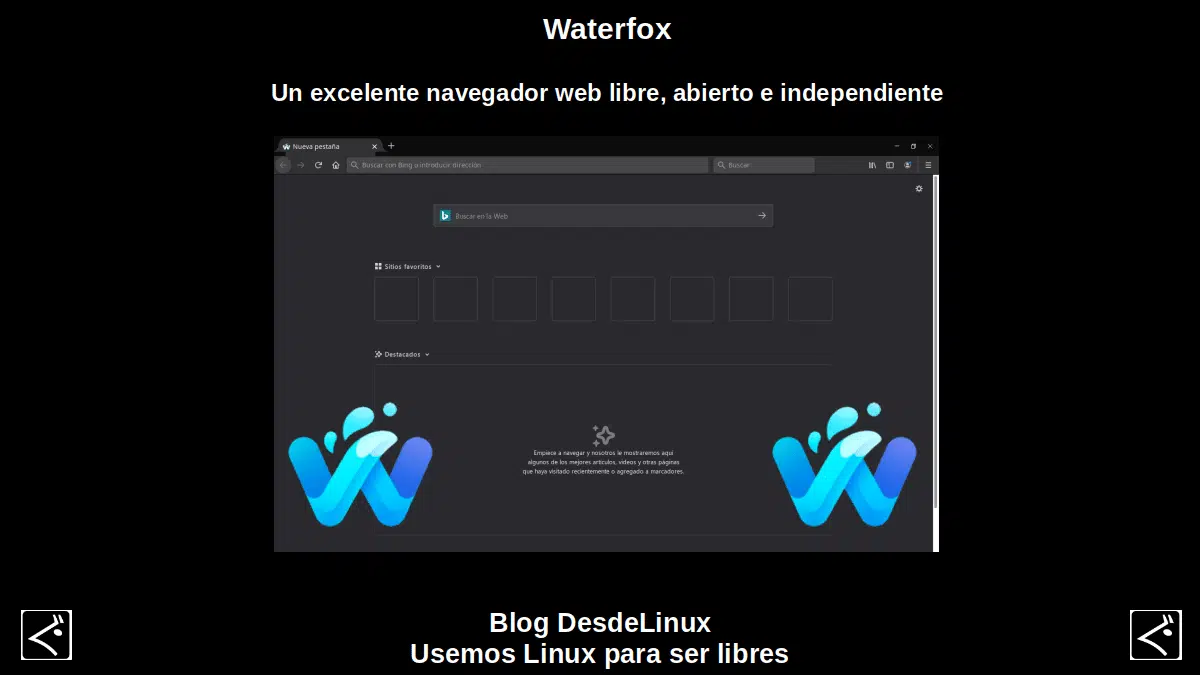 Waterfox
Un excelente navegador web libre, abierto e independiente
Nueva pestaña
Buscar con Bing o introducir dirección
Buscar
Buscar en la Web
Sitios favoritos
Destacados
Empiece a navegar y nosotros le mostraremos aquí
algunos de los mejores artículos, videos y otras páginas
que haya visitado recientemente o agregado a marcadores.
Blog DesdeLinux
Usemos Linux para ser libres